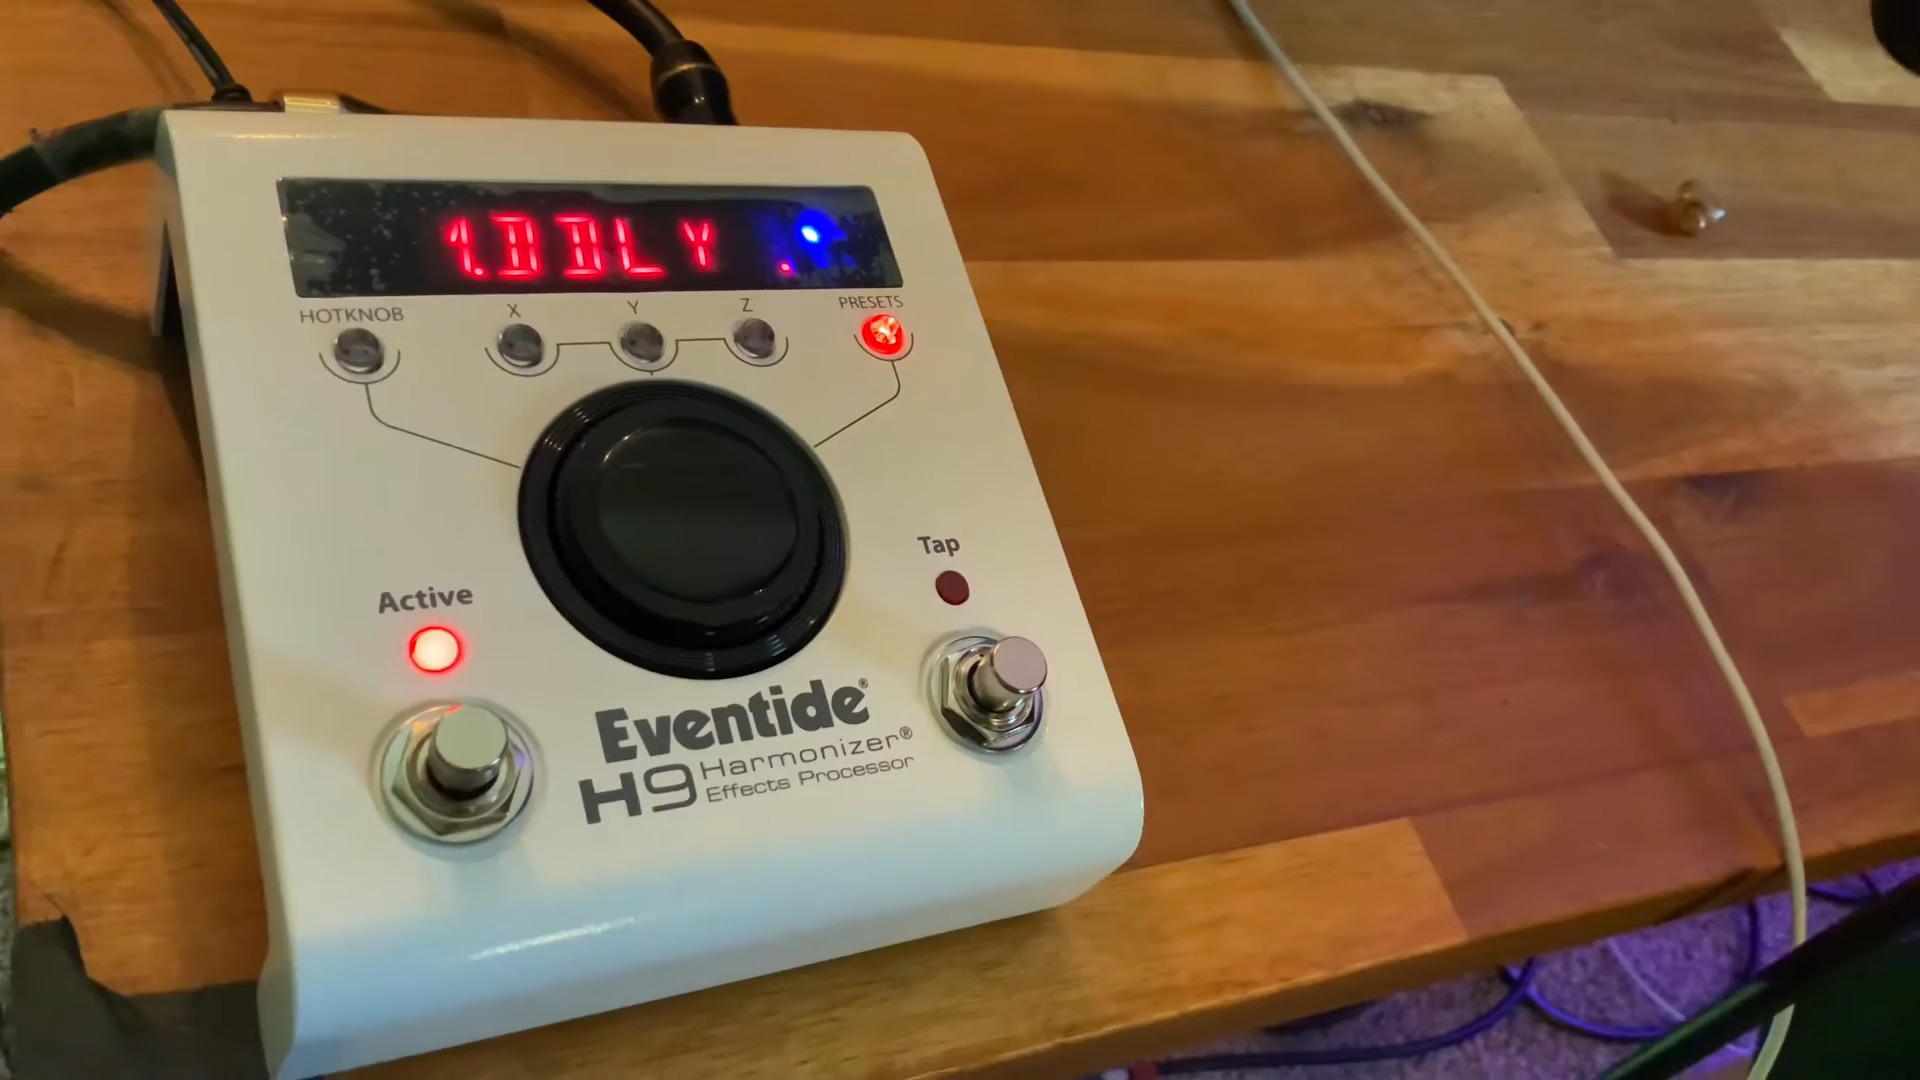 1.DDLY .
HOTKNOB X Y Z PRESETS
Tap
Active
Eventide®
H9 Harmonizer®
Effects Processor